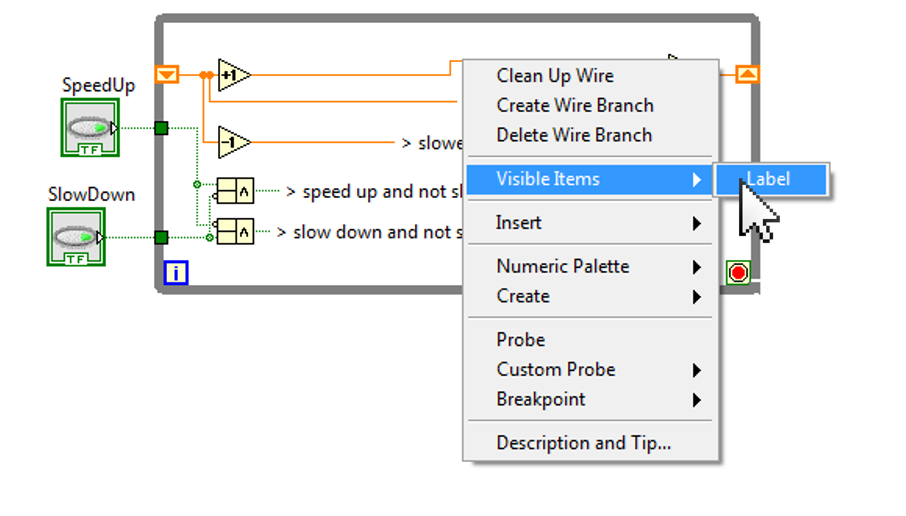 SpeedUp
TF
SlowDown
TF
+1
-1
> slowe
> speed up and not sl
> slow down and not s
i
Clean Up Wire
Create Wire Branch
Delete Wire Branch
Visible Items
Label
Insert
Numeric Palette
Create
Probe
Custom Probe
Breakpoint
Description and Tip...